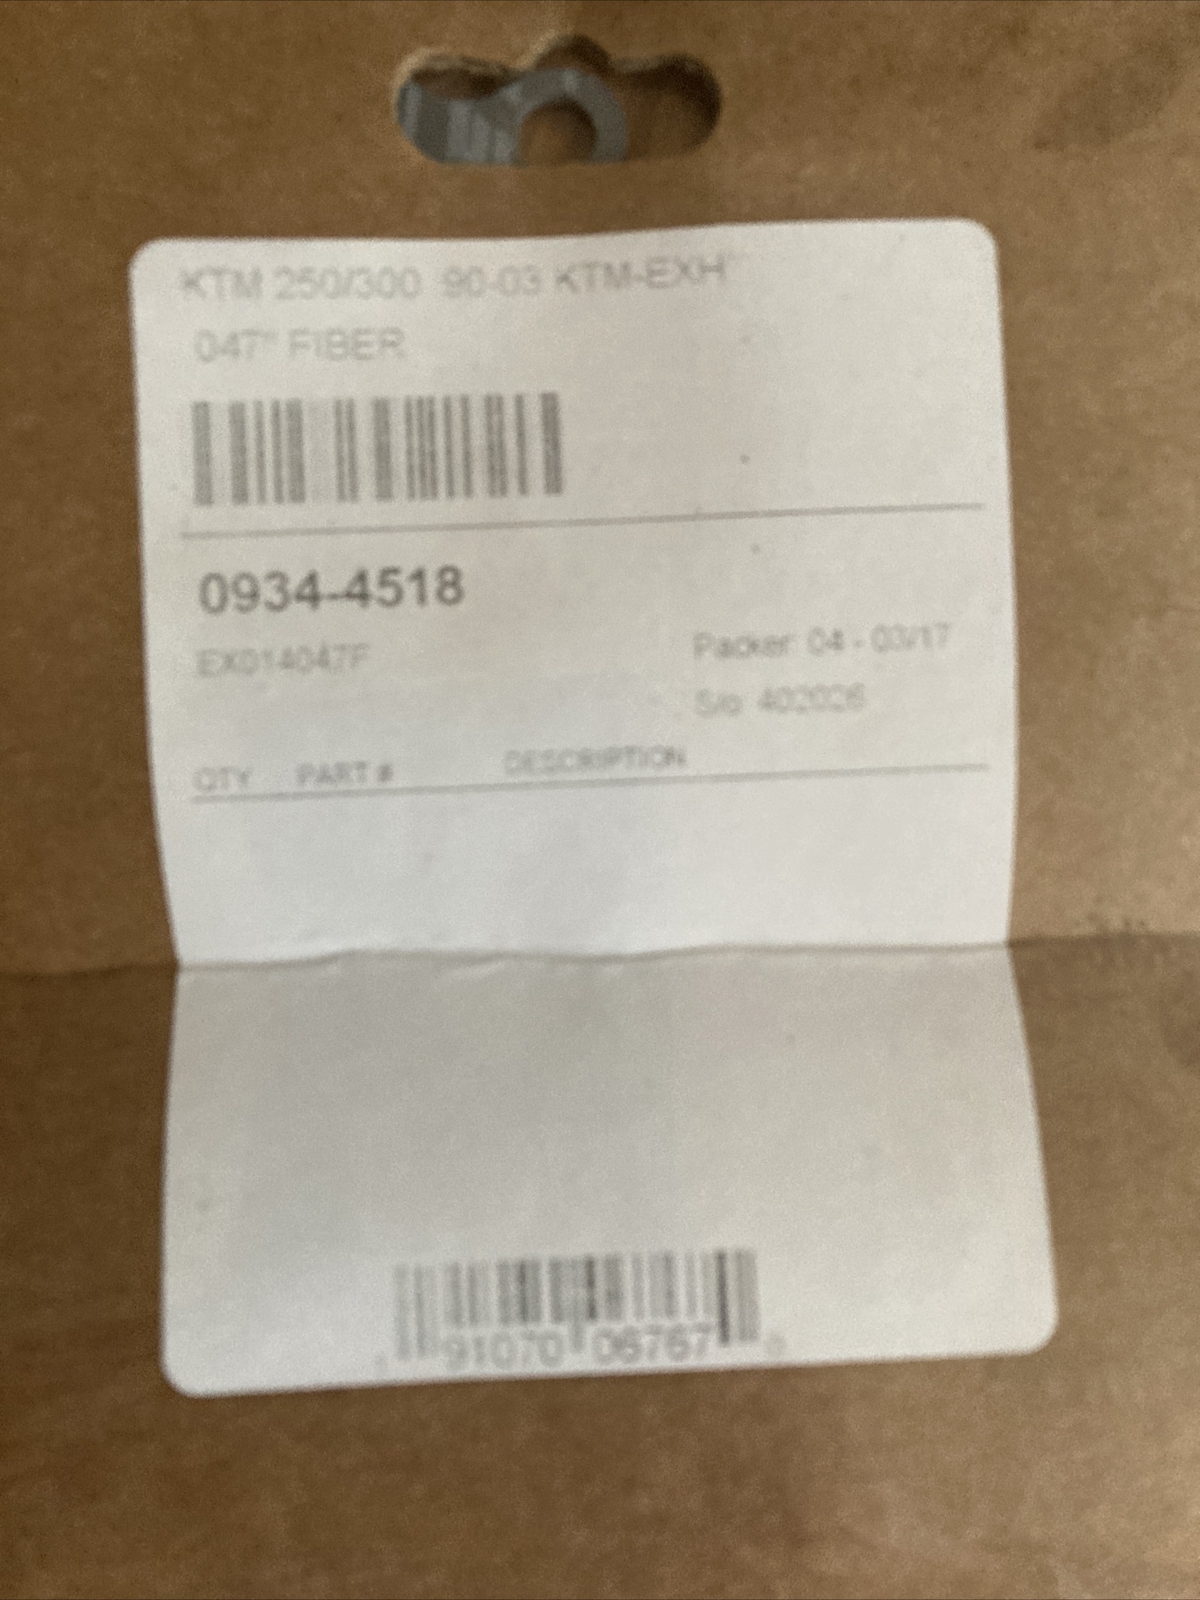 KTM 250/300 90-03 KTM-EXH
047" FIBER
0934-4518
EX014047F
Packer: 04 - 03/17
S/o: 402026
QTY PART # DESCRIPTION
91070 06767